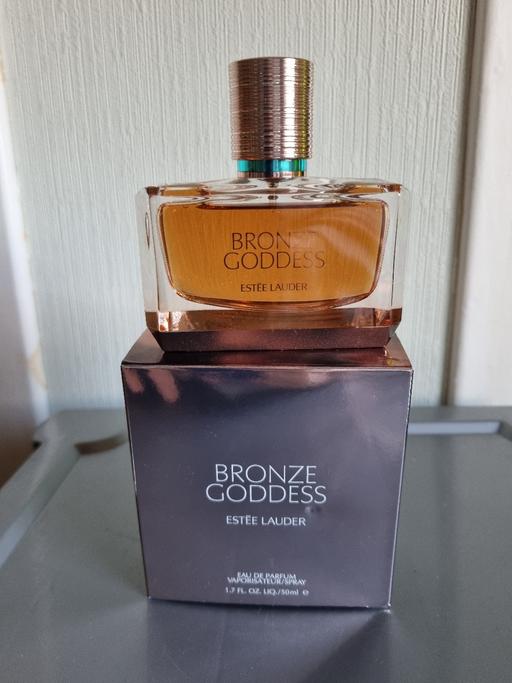 BRONZE
GODDESS
ESTĒE LAUDER
BRONZE
GODDESS
ESTĒE LAUDER
EAU DE PARFUM
VAPORISATEUR/SPRAY
1.7 FL. OZ. LIQ./50ml ℮